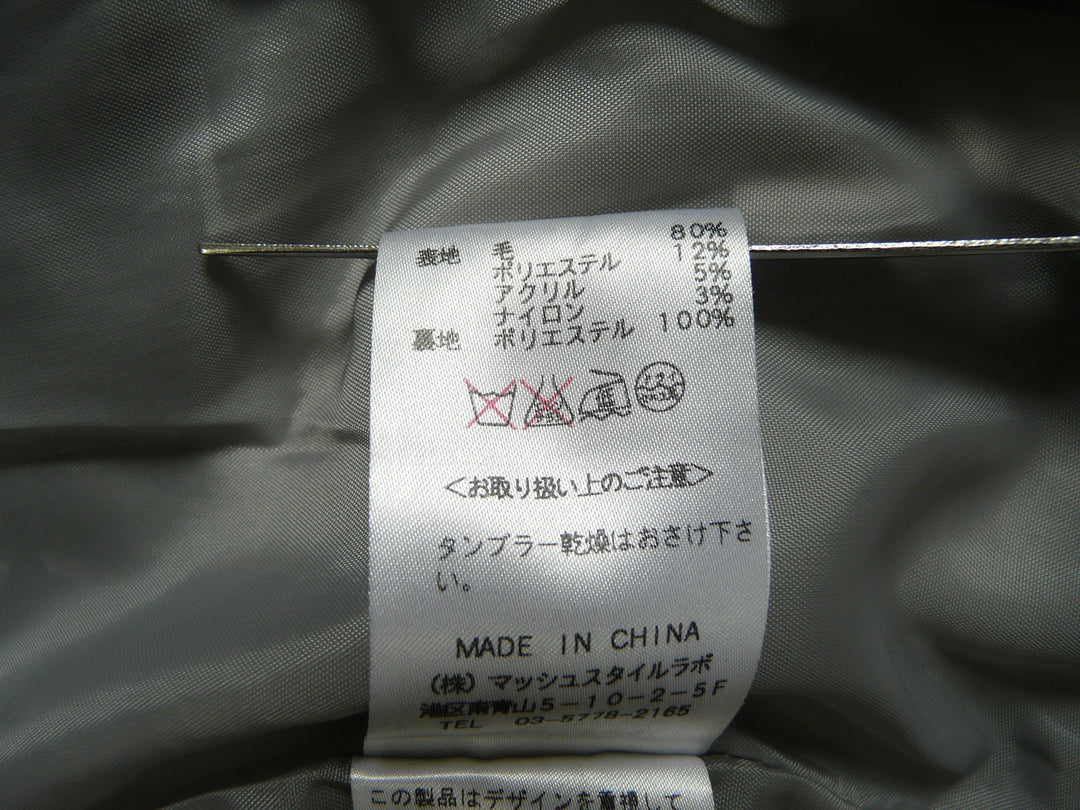 表地 毛 80%
ポリエステル 12%
アクリル 5%
ナイロン 3%
裏地 ポリエステル 100%
<お取り扱い上のご注意>
タンブラー乾燥はおさけ下さ
い。
MADE IN CHINA
(株)マッシュスタイルラボ
港区南青山5-10-2-5F
TEL 03-5778-2165
この製品はデザインを重視して